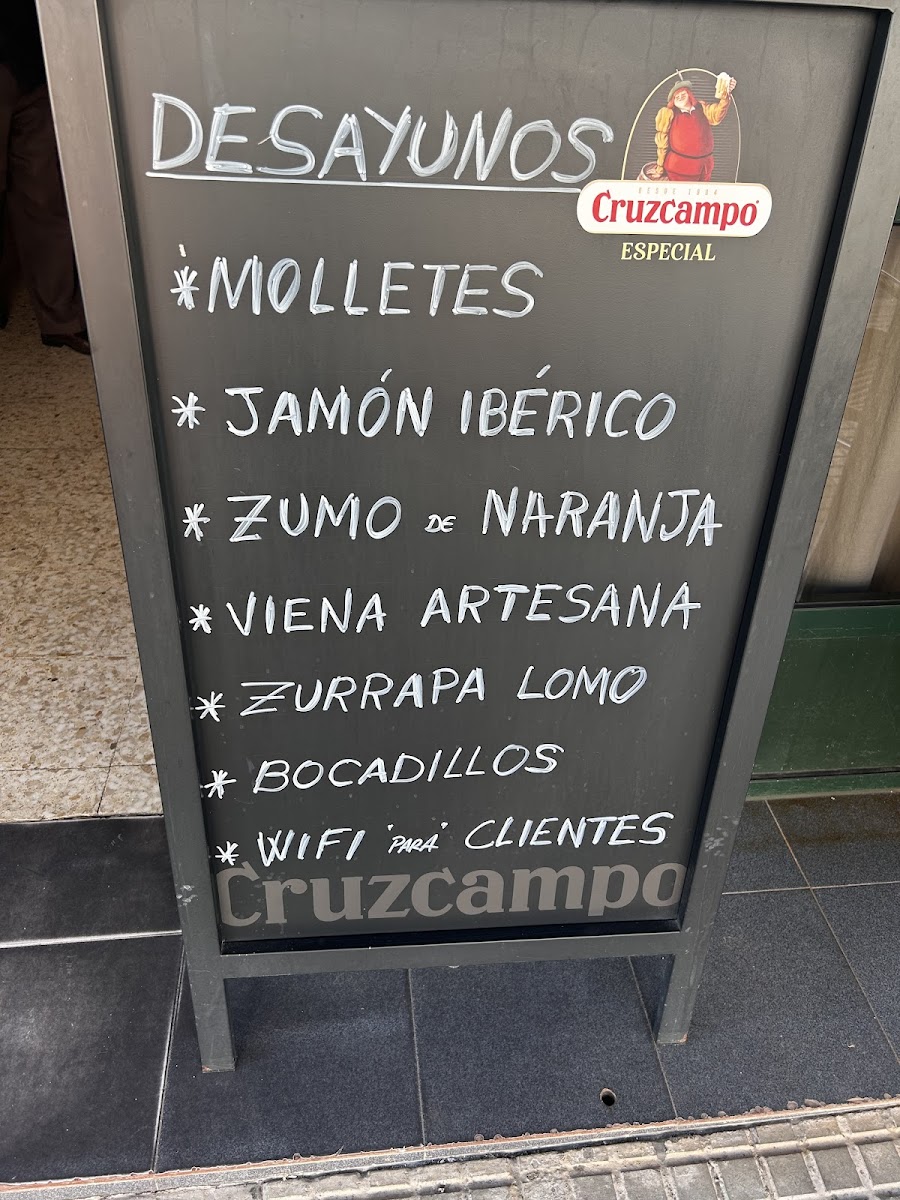 DESAYUNOS
DESDE 1904
Cruzcampo
ESPECIAL
* MOLLETES
* JAMÓN IBÉRICO
* ZUMO DE NARANJA
* VIENA ARTESANA
* ZURRAPA LOMO
* BOCADILLOS
* WIFI "PARA" CLIENTES
Cruzcampo